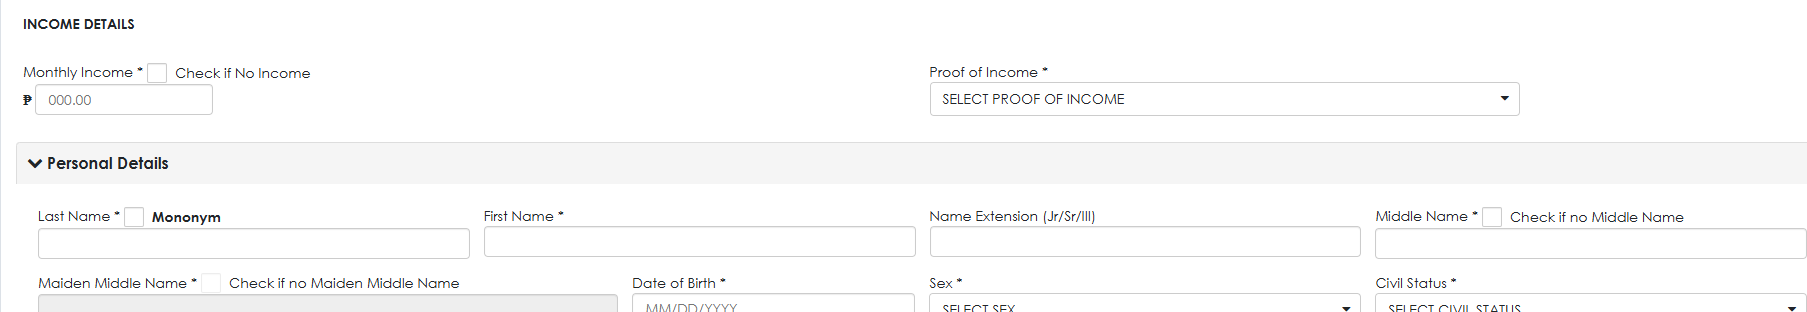 INCOME DETAILS
Monthly Income * Check if No Income
Proof of Income *
₱ 000.00
SELECT PROOF OF INCOME
Personal Details
Last Name * Mononym
First Name *
Name Extension (Jr/Sr/III)
Middle Name * Check if no Middle Name
Maiden Middle Name * Check if no Maiden Middle Name
Date of Birth *
Sex *
Civil Status *
MM/DD/YYYY
SELECT SEX
SELECT CIVIL STATUS